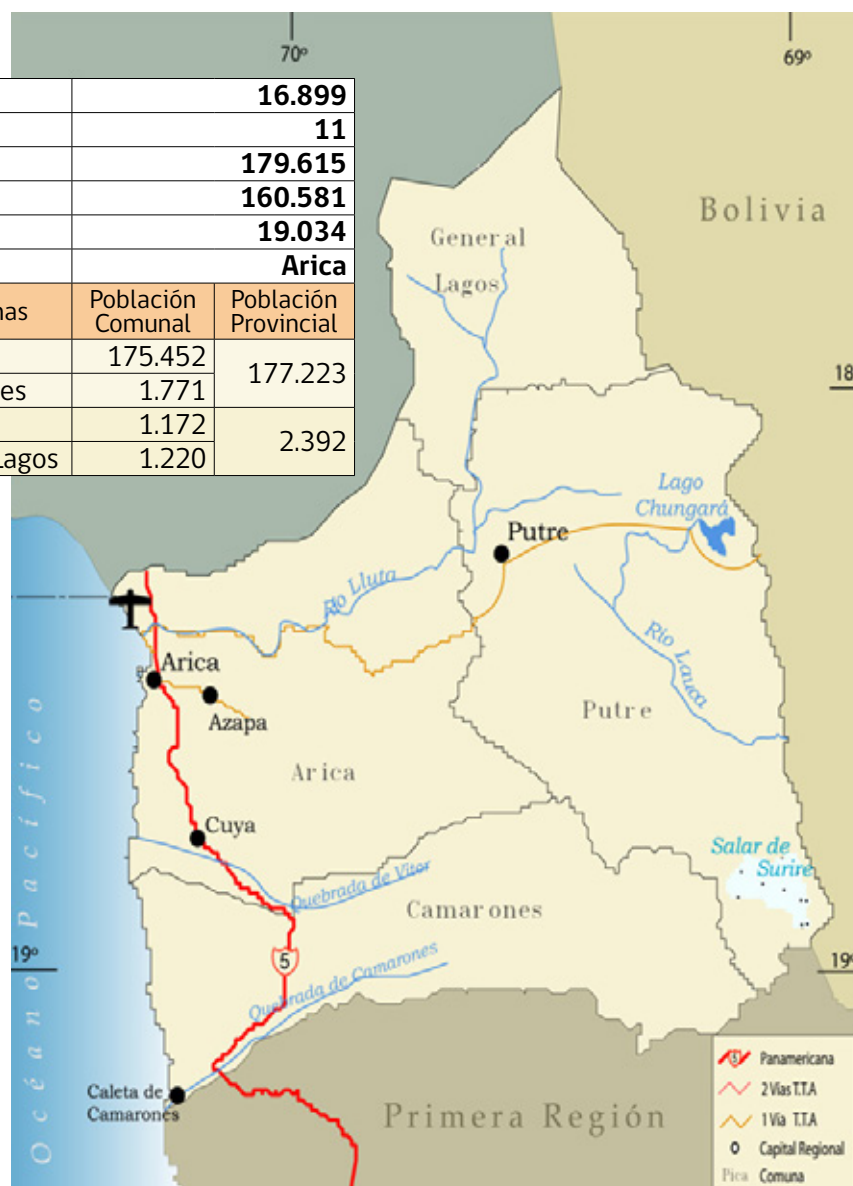 70º
69º
16.899
11
179.615
160.581
19.034
Arica
Población Comunal
Población Provincial
175.452
177.223
1.771
1.172
2.392
Lagos
1.220
Bolivia
General
Lagos
18
Lago
Chungará
Putre
Río Lluta
Río Lauca
Arica
Azapa
Putre
Arica
Cuya
Salar de
Surire
Quebrada de Vitor
Camarones
Océano Pacífico
19º
19º
5
Quebrada de Camarones
Caleta de
Camarones
Primera Región
5 Panamericana
2 Vías T.T.A
1 Vía T.T.A
Capital Regional
Pica Comuna